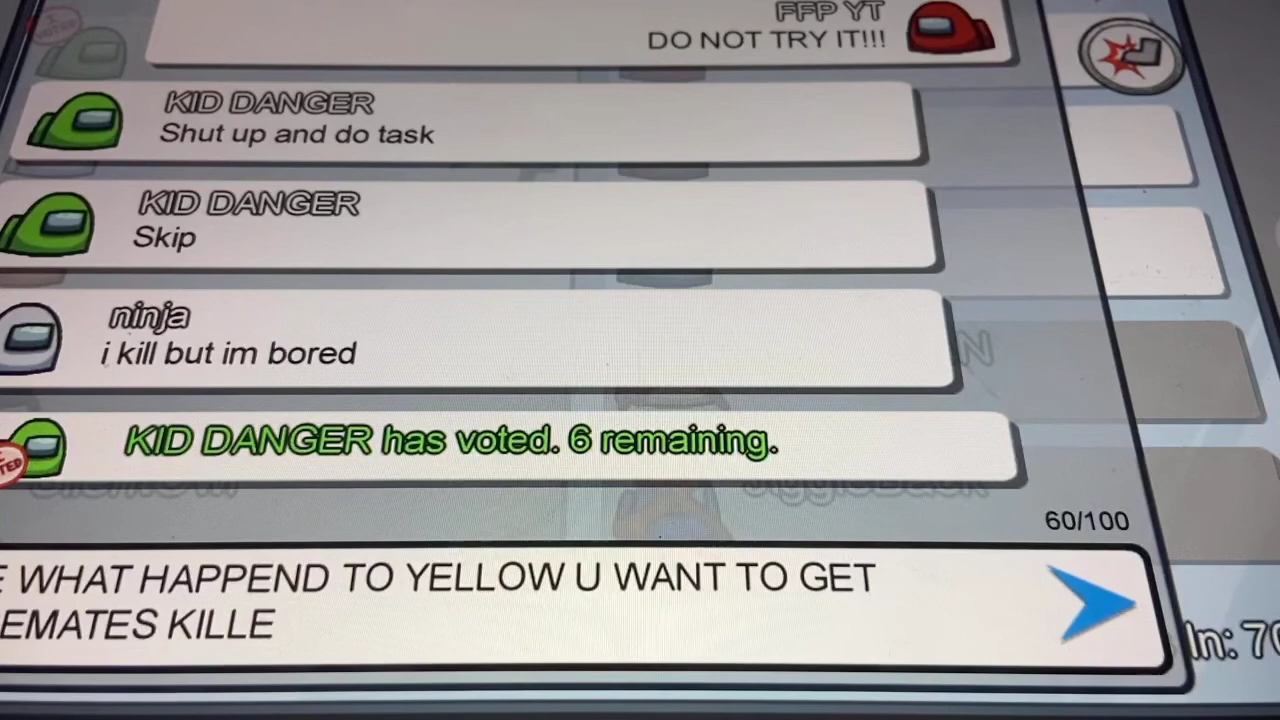 FFP YT
DO NOT TRY IT!!!
KID DANGER
Shut up and do task
KID DANGER
Skip
ninja
i kill but im bored
KID DANGER has voted. 6 remaining.
60/100
WHAT HAPPEND TO YELLOW U WANT TO GET
EMATES KILLE
In: 70